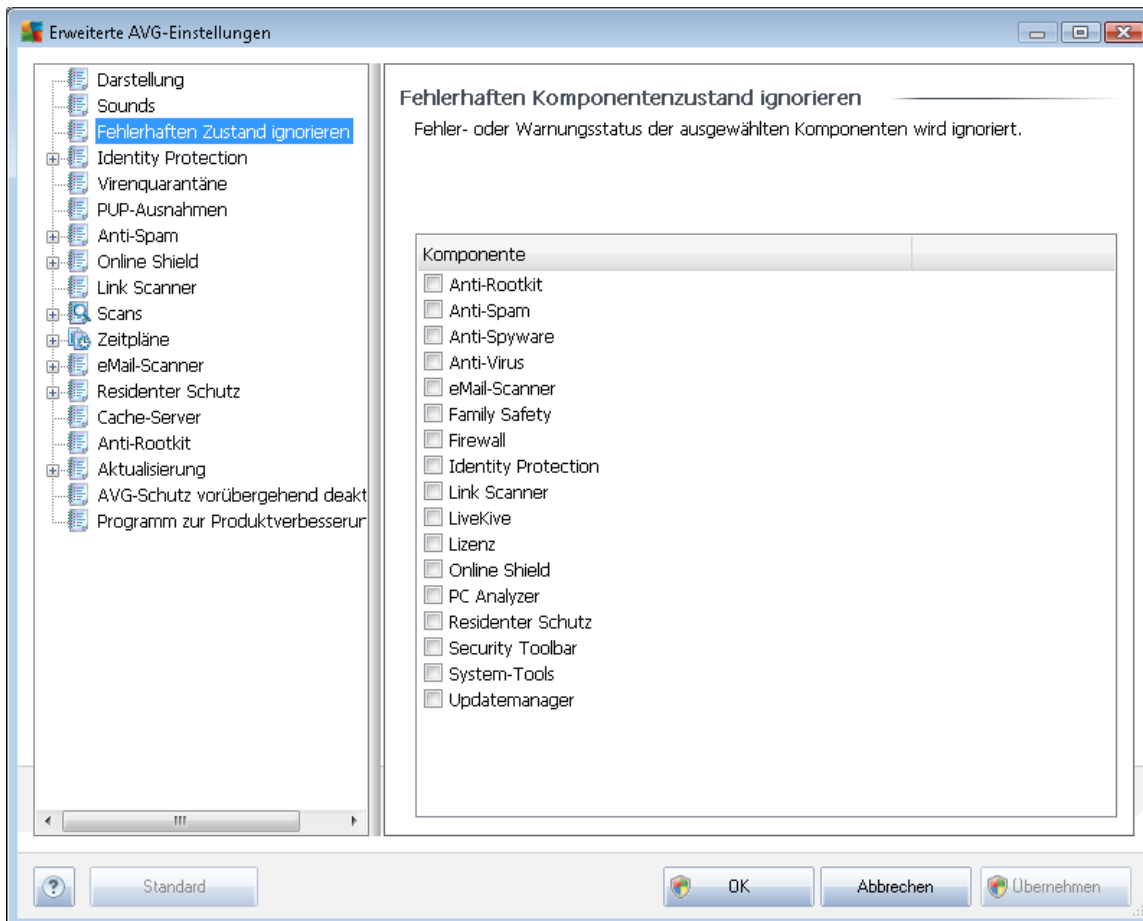 Erweiterte AVG-Einstellungen
Darstellung
Sounds
Fehlerhaften Zustand ignorieren
Identity Protection
Virenquarantäne
PUP-Ausnahmen
Anti-Spam
Online Shield
Link Scanner
Scans
Zeitpläne
eMail-Scanner
Residenter Schutz
Cache-Server
Anti-Rootkit
Aktualisierung
AVG-Schutz vorübergehend deakt
Programm zur Produktverbesserur
Fehlerhaften Komponentenzustand ignorieren
Fehler- oder Warnungsstatus der ausgewählten Komponenten wird ignoriert.
Komponente
Anti-Rootkit
Anti-Spam
Anti-Spyware
Anti-Virus
eMail-Scanner
Family Safety
Firewall
Identity Protection
Link Scanner
LiveKive
Lizenz
Online Shield
PC Analyzer
Residenter Schutz
Security Toolbar
System-Tools
Updatemanager
?
Standard
OK
Abbrechen
Übernehmen